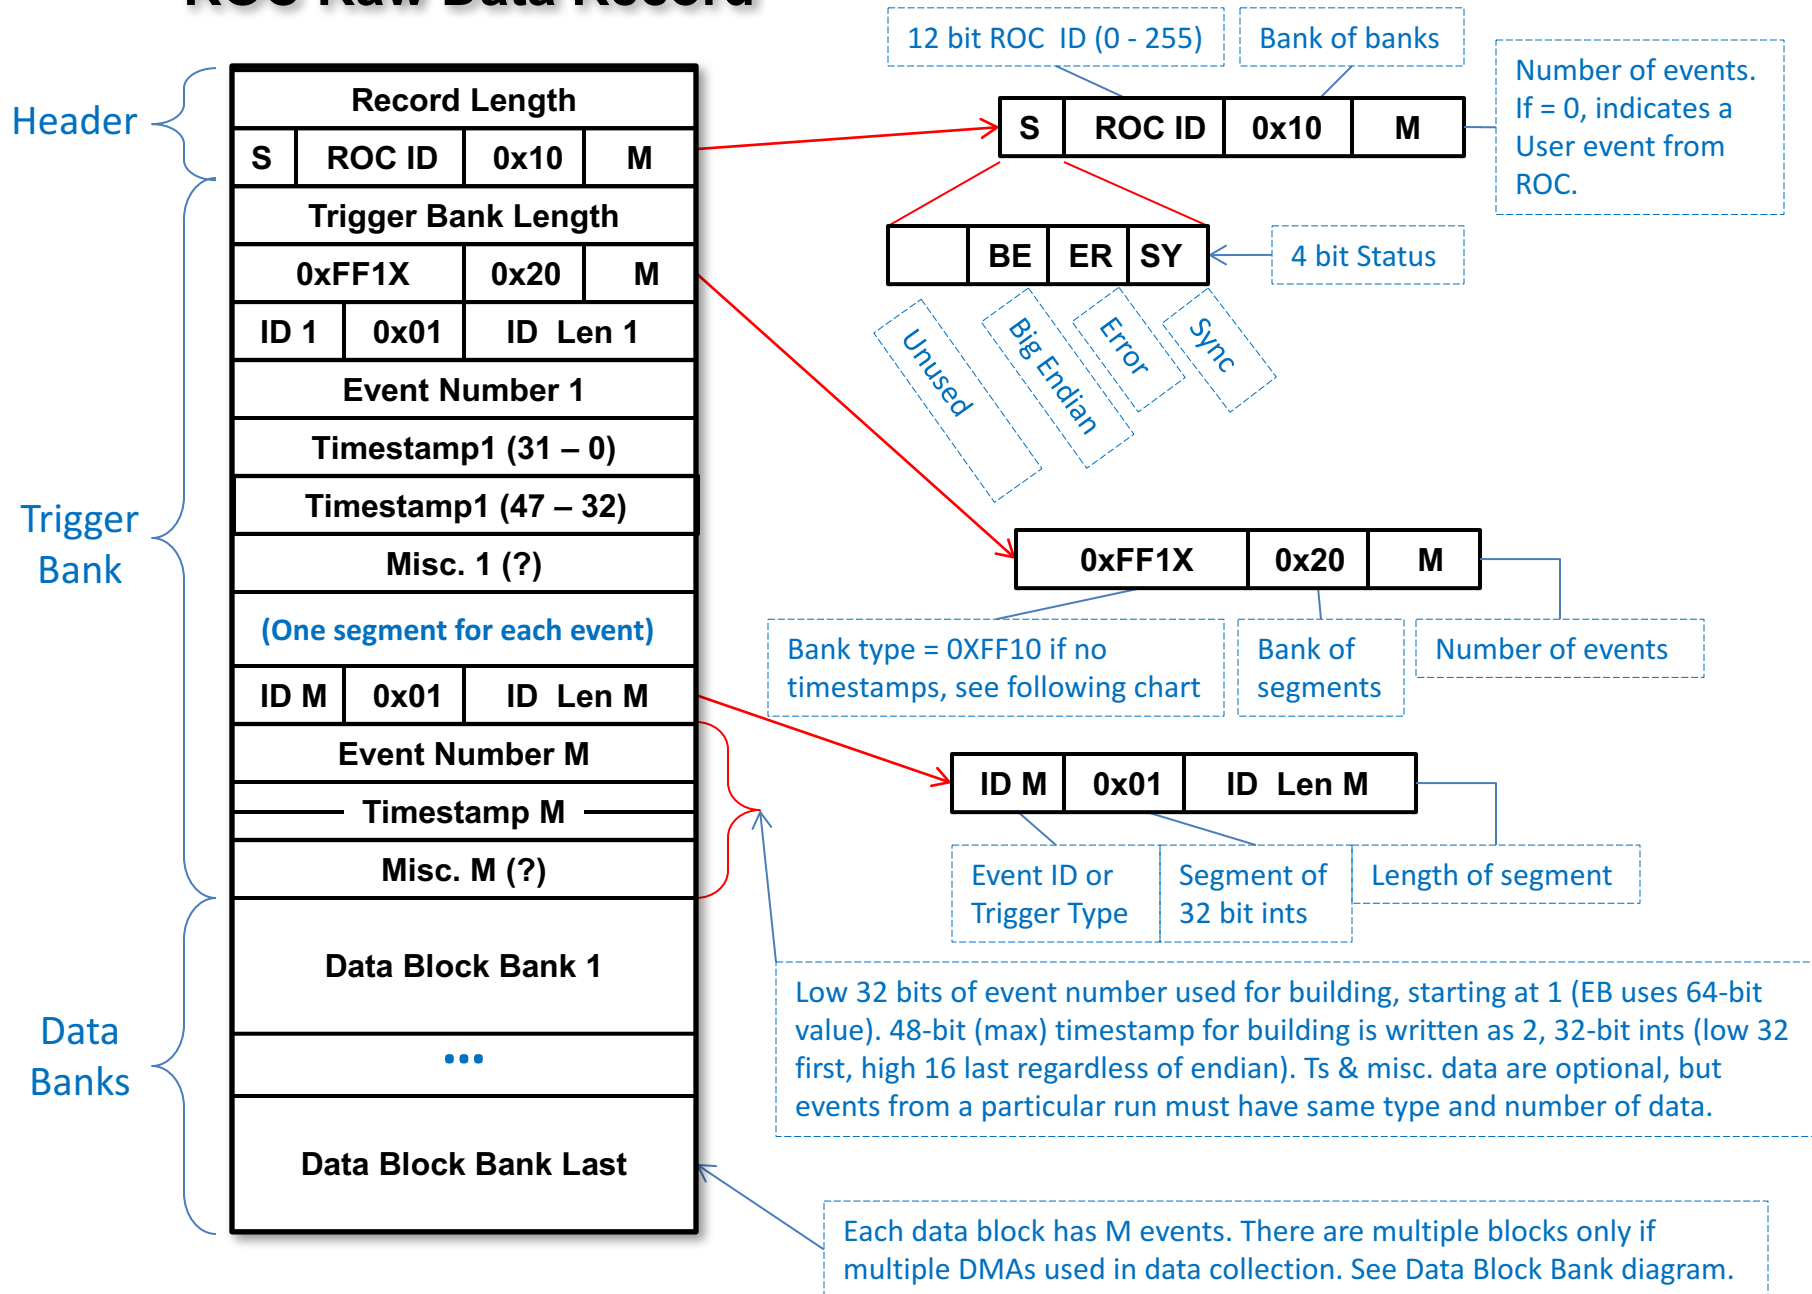 ROC Raw Data Record
Header
Record Length
S ROC ID 0x10 M
Trigger Bank
Trigger Bank Length
0xFF1X 0x20 M
ID 1 0x01 ID Len 1
Event Number 1
Timestamp1 (31 – 0)
Timestamp1 (47 – 32)
Misc. 1 (?)
(One segment for each event)
ID M 0x01 ID Len M
Event Number M
Timestamp M
Misc. M (?)
Data Banks
Data Block Bank 1
...
Data Block Bank Last
12 bit ROC ID (0 - 255)
Bank of banks
Number of events.
If = 0, indicates a
User event from
ROC.
S ROC ID 0x10 M
BE ER SY
4 bit Status
Unused
Big Endian
Error
Sync
0xFF1X 0x20 M
Bank type = 0XFF10 if no
timestamps, see following chart
Bank of
segments
Number of events
ID M 0x01 ID Len M
Event ID or
Trigger Type
Segment of
32 bit ints
Length of segment
Low 32 bits of event number used for building, starting at 1 (EB uses 64-bit
value). 48-bit (max) timestamp for building is written as 2, 32-bit ints (low 32
first, high 16 last regardless of endian). Ts & misc. data are optional, but
events from a particular run must have same type and number of data.
Each data block has M events. There are multiple blocks only if
multiple DMAs used in data collection. See Data Block Bank diagram.